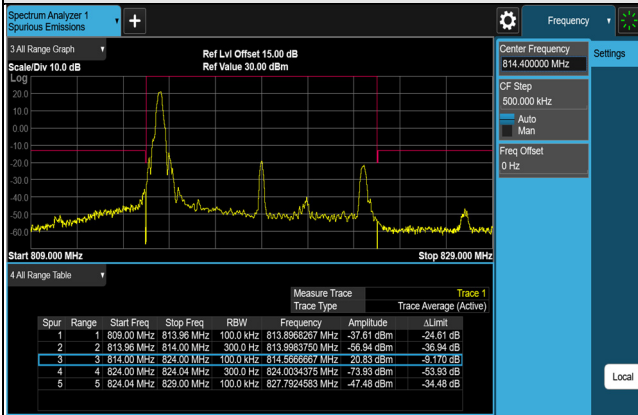 Spectrum Analyzer 1
Spurious Emissions
Frequency
3 All Range Graph
Ref Lvl Offset 15.00 dB
Scale/Div 10.0 dB
Ref Value 30.00 dBm
Log
20.0
10.0
0.00
-10.0
-20.0
-30.0
-40.0
-50.0
-60.0
Start 809.000 MHz
Stop 829.000 MHz
Center Frequency
814.400000 MHz
Settings
CF Step
500.000 kHz
Auto
Man
Freq Offset
0 Hz
4 All Range Table
Measure Trace Trace 1
Trace Type Trace Average (Active)
Spur Range Start Freq Stop Freq RBW Frequency Amplitude ΔLimit
1 1 809.00 MHz 813.96 MHz 100.0 kHz 813.8968267 MHz -37.61 dBm -24.61 dB
2 2 813.96 MHz 814.00 MHz 300.0 Hz 813.9983750 MHz -56.94 dBm -36.94 dB
3 3 814.00 MHz 824.00 MHz 100.0 kHz 814.5666667 MHz 20.83 dBm -9.170 dB
4 4 824.00 MHz 824.04 MHz 300.0 Hz 824.0034375 MHz -73.93 dBm -53.93 dB
5 5 824.04 MHz 829.00 MHz 100.0 kHz 827.7924583 MHz -47.48 dBm -34.48 dB
Local